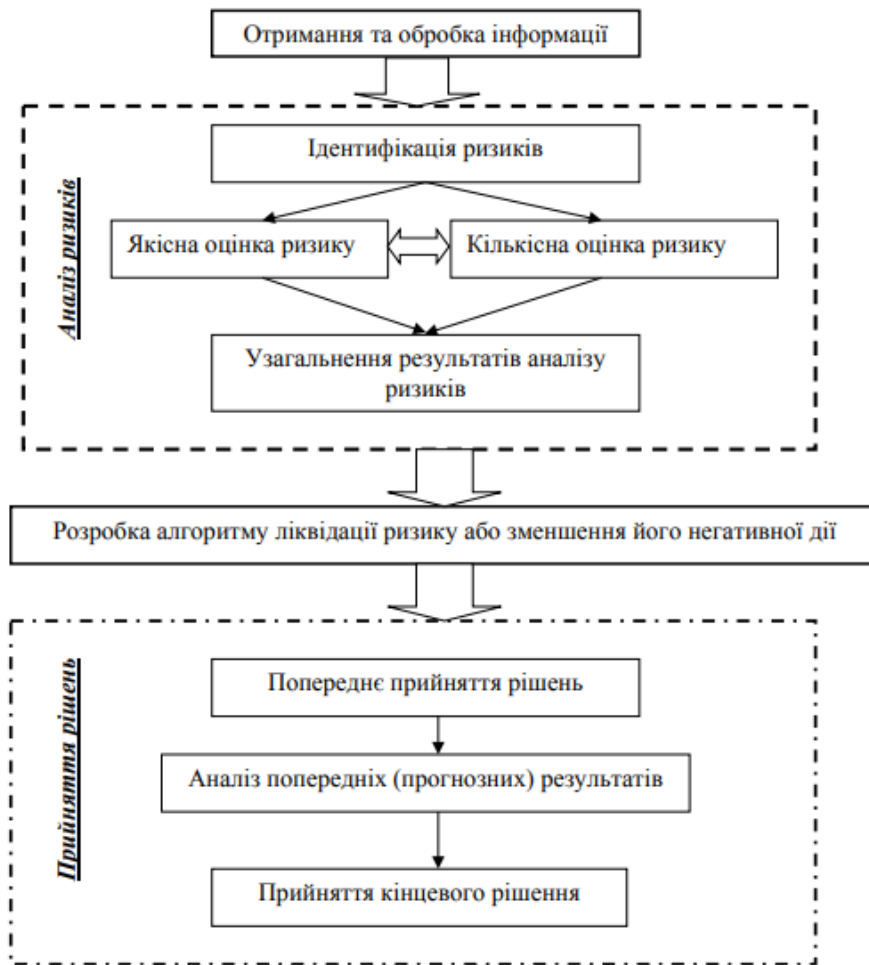 Отримання та обробка інформації
Аналіз ризиків
Ідентифікація ризиків
Якісна оцінка ризику
Кількісна оцінка ризику
Узагальнення результатів аналізу
ризиків
Розробка алгоритму ліквідації ризику або зменшення його негативної дії
Прийняття рішень
Попереднє прийняття рішень
Аналіз попередніх (прогнозних) результатів
Прийняття кінцевого рішення